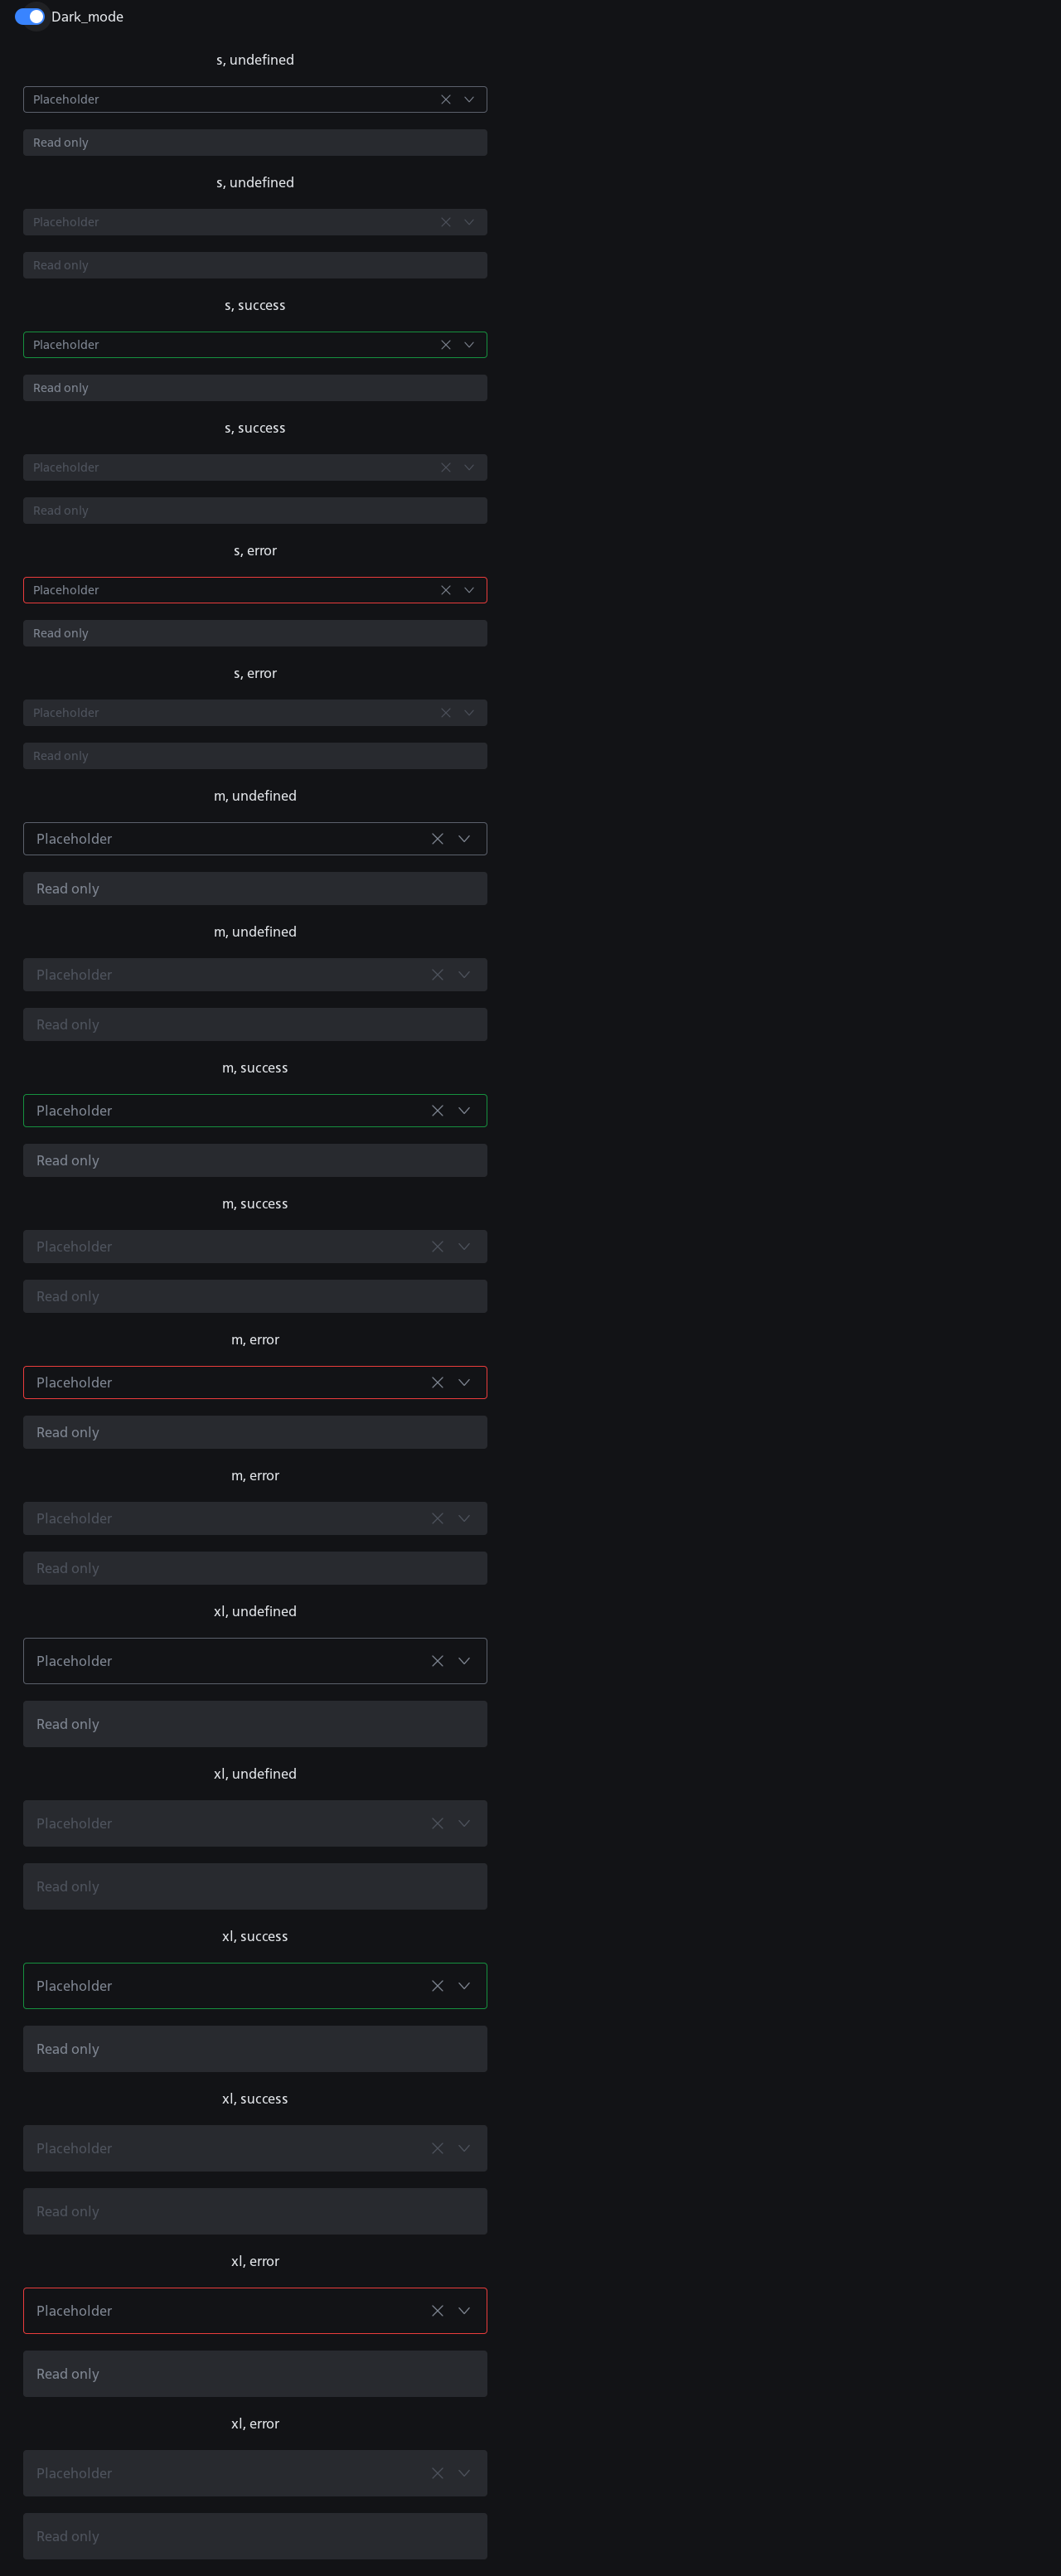 Dark_mode
s, undefined
Placeholder
Read only
s, undefined
Placeholder
Read only
s, success
Placeholder
Read only
s, success
Placeholder
Read only
s, error
Placeholder
Read only
s, error
Placeholder
Read only
m, undefined
Placeholder
Read only
m, undefined
Placeholder
Read only
m, success
Placeholder
Read only
m, success
Placeholder
Read only
m, error
Placeholder
Read only
m, error
Placeholder
Read only
xl, undefined
Placeholder
Read only
xl, undefined
Placeholder
Read only
xl, success
Placeholder
Read only
xl, success
Placeholder
Read only
xl, error
Placeholder
Read only
xl, error
Placeholder
Read only